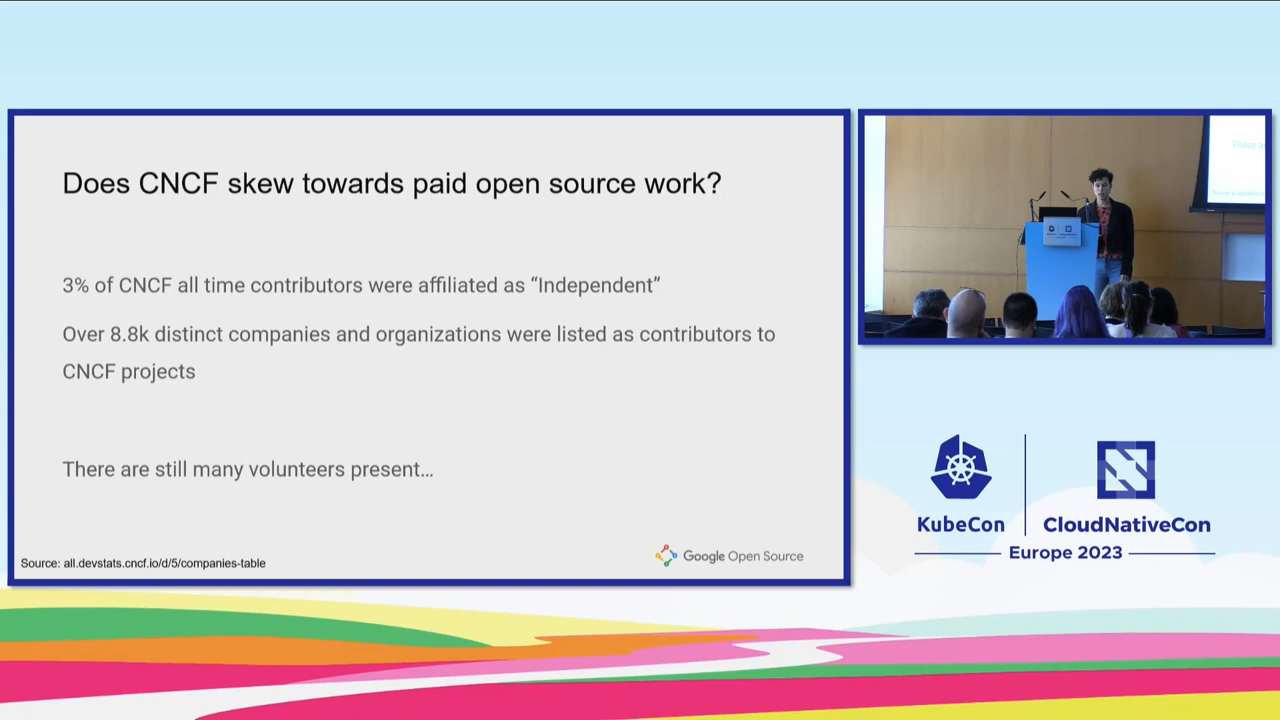 Does CNCF skew towards paid open source work?
3% of CNCF all time contributors were affiliated as “Independent”
Over 8.8k distinct companies and organizations were listed as contributors to
CNCF projects
There are still many volunteers present...
Source: all.devstats.cncf.io/d/5/companies-table
Google Open Source
There a
KubeCon
CloudNativeCon
Europe 2023